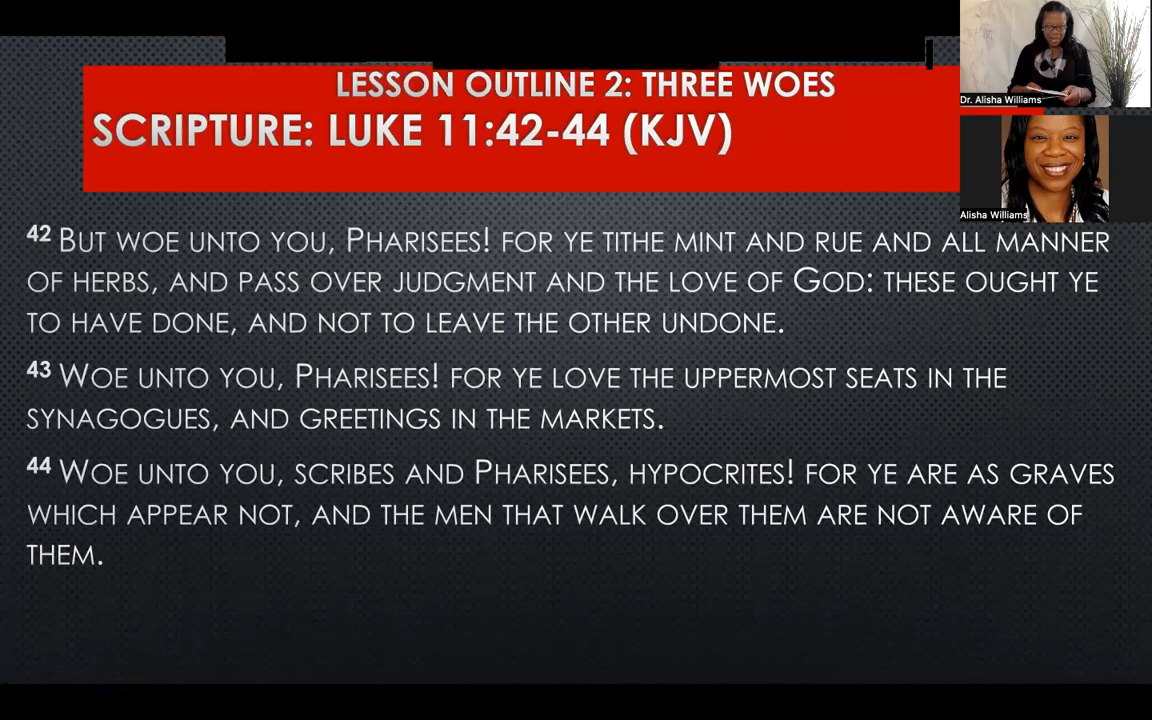 LESSON OUTLINE 2: THREE WOES
SCRIPTURE: LUKE 11:42-44 (KJV)
Dr. Alisha Williams
Alisha Williams
42 BUT WOE UNTO YOU, PHARISEES! FOR YE TITHE MINT AND RUE AND ALL MANNER
OF HERBS, AND PASS OVER JUDGMENT AND THE LOVE OF GOD: THESE OUGHT YE
TO HAVE DONE, AND NOT TO LEAVE THE OTHER UNDONE.
43 WOE UNTO YOU, PHARISEES! FOR YE LOVE THE UPPERMOST SEATS IN THE
SYNAGOGUES, AND GREETINGS IN THE MARKETS.
44 WOE UNTO YOU, SCRIBES AND PHARISEES, HYPOCRITES! FOR YE ARE AS GRAVES
WHICH APPEAR NOT, AND THE MEN THAT WALK OVER THEM ARE NOT AWARE OF
THEM.